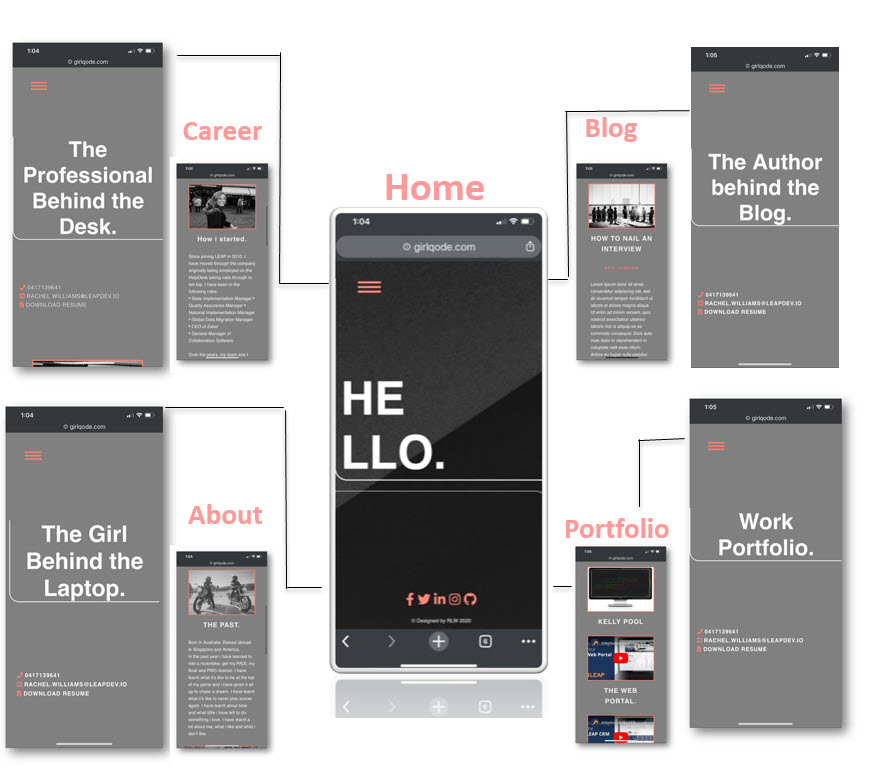 1:04
girlqode.com
The
Professional
Behind the
Desk.
0417139641
RACHEL.WILLIAMS@LEAPDEV.IO
DOWNLOAD RESUME
Career
1:05
girlqode.com
How i started.
Since joining LEAP in 2010, I
have moved through the company
originally being employed on the
HelpDesk taking calls through to
Over the years, my team and I
• State Implementation Manager •
Quality Assurance Manager •
National Implementation Manager
• Global Data Migration Manager
• CEO of Zolwi
• General Manager of
Collaboration Software
Home
1:04
girlqode.com
HE
LLO.
© Designed by RLW 2020
6
Blog
1:05
girlqode.com
HOW TO NAIL AN
INTERVIEW
Lorem ipsum dolor sit amet,
consectetur adipiscing elit, sed
do eiusmod tempor incididunt ut
labore et dolore magna aliqua.
Ut enim ad minim veniam, quis
nostrud exercitation ullamco
laboris nisi ut aliquip ex ea
commodo consequat. Duis aute
irure dolor in reprehenderit in
voluptate velit esse cillum
dolore eu fugiat nulla pariatur.
1:05
girlqode.com
The Author
behind the
Blog.
0417139641
RACHEL.WILLIAMS@LEAPDEV.IO
DOWNLOAD RESUME
1:04
girlqode.com
The Girl
Behind the
Laptop.
0417139641
RACHEL.WILLIAMS@LEAPDEV.IO
DOWNLOAD RESUME
About
1:04
girlqode.com
THE PAST.
Born in Australia. Raised abroad
in Singapore and America.
In the past year i have learned to
ride a motorbike, get my PADI, my
Boat and PWC licence. I have
learnt what it's like to be at the top
of my game and i have given it all
up to chase a dream. I have learnt
what it's like to never play soccer
again. I have learnt about time
and what little i have left to do
something i love. I have learnt a
lot about me, what i like and what i
don't like.
Portfolio
1:05
girlqode.com
KELLY POOL
Web Portal
LEAP
THE WEB
PORTAL.
LEAP CRM
1:05
girlqode.com
Work
Portfolio.
0417139641
RACHEL.WILLIAMS@LEAPDEV.IO
DOWNLOAD RESUME